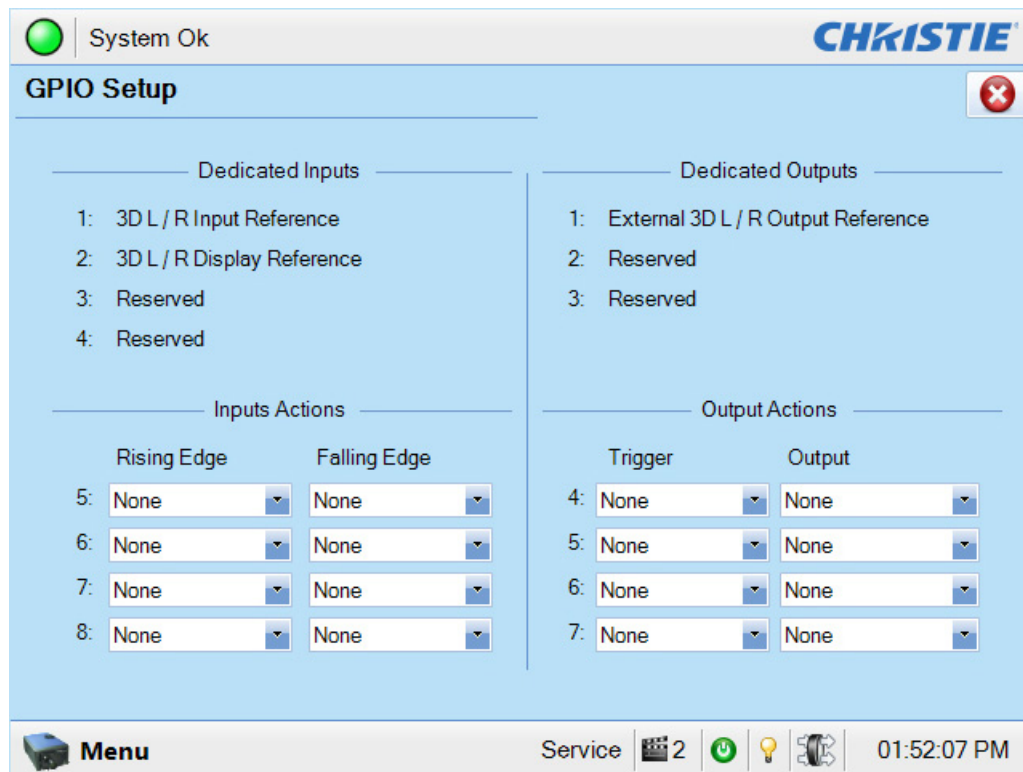 System Ok
CHRISTIE
GPIO Setup
Dedicated Inputs
1: 3D L / R Input Reference
2: 3D L / R Display Reference
3: Reserved
4: Reserved
Dedicated Outputs
1: External 3D L / R Output Reference
2: Reserved
3: Reserved
Inputs Actions
Rising Edge Falling Edge
5: None None
6: None None
7: None None
8: None None
Output Actions
Trigger Output
4: None None
5: None None
6: None None
7: None None
Menu
Service 2 01:52:07 PM